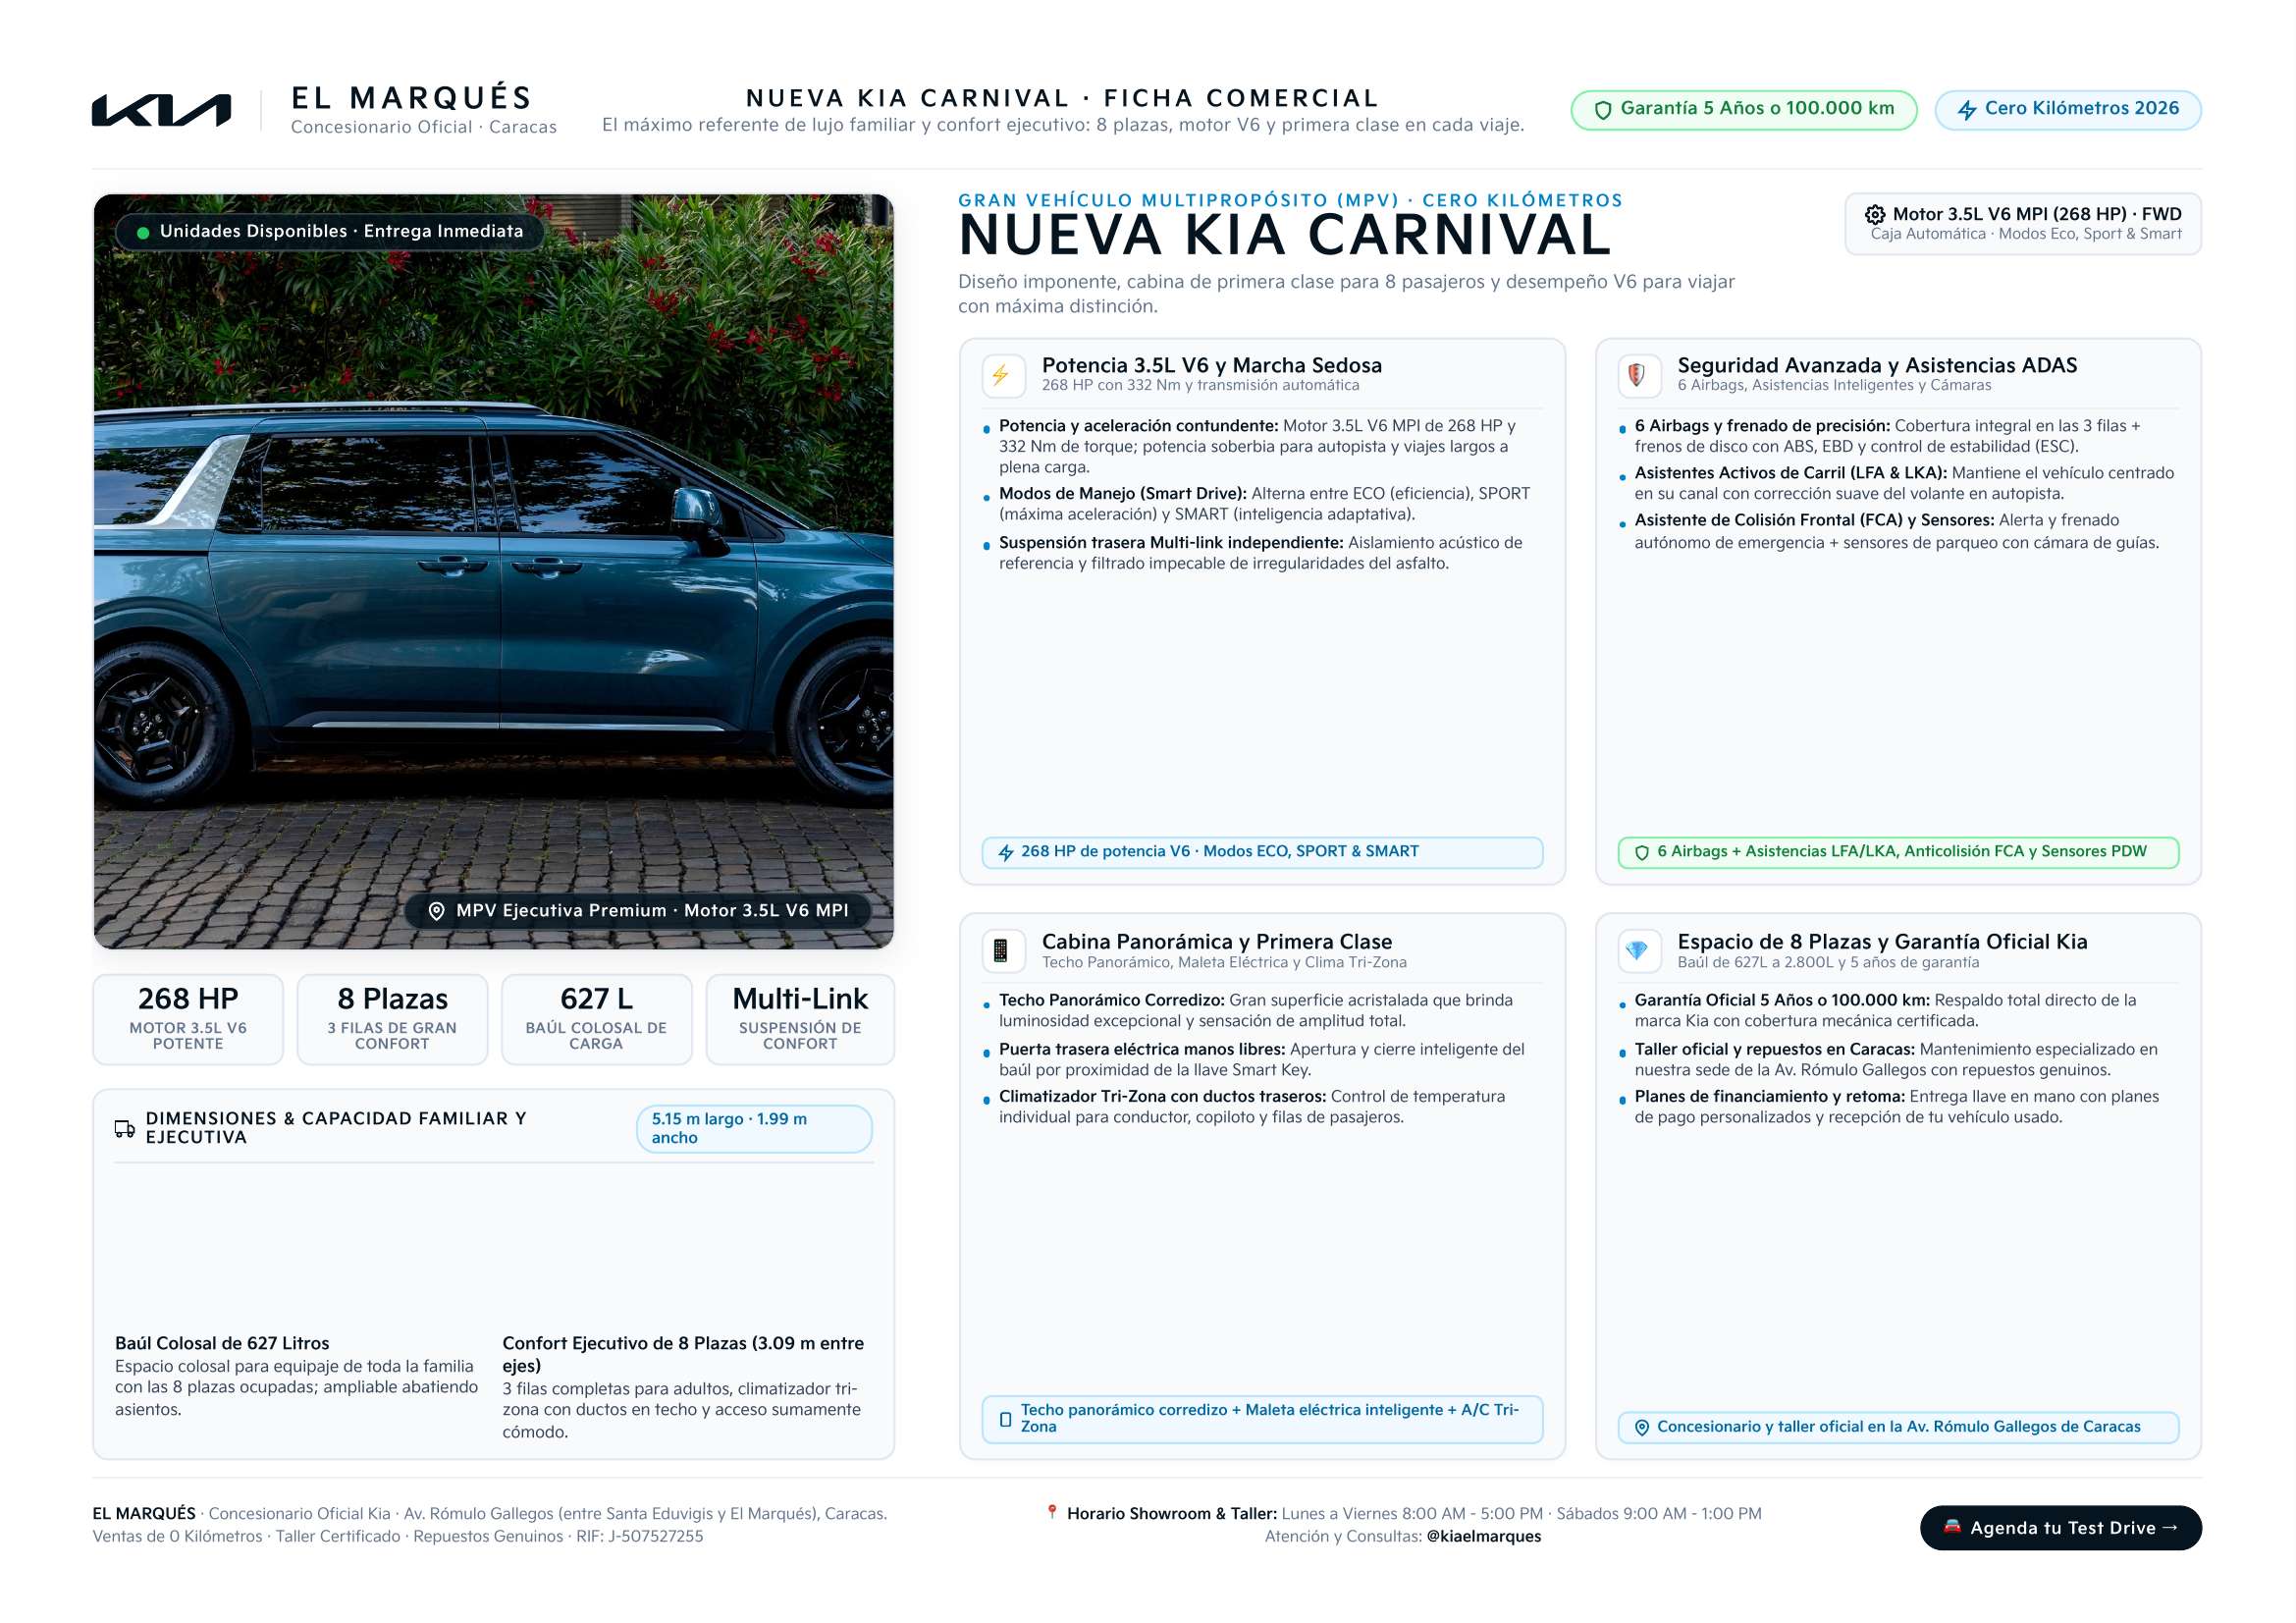 KIA
EL MARQUÉS
Concesionario Oficial · Caracas
NUEVA KIA CARNIVAL · FICHA COMERCIAL
El máximo referente de lujo familiar y confort ejecutivo: 8 plazas, motor V6 y primera clase en cada viaje.
Garantía 5 Años o 100.000 km
Cero Kilómetros 2026
Unidades Disponibles · Entrega Inmediata
MPV Ejecutiva Premium · Motor 3.5L V6 MPI
268 HP
MOTOR 3.5L V6
POTENTE
8 Plazas
3 FILAS DE GRAN
CONFORT
627 L
BAÚL COLOSAL DE
CARGA
Multi-Link
SUSPENSIÓN DE
CONFORT
DIMENSIONES & CAPACIDAD FAMILIAR Y
EJECUTIVA
5.15 m largo · 1.99 m
ancho
Baúl Colosal de 627 Litros
Espacio colosal para equipaje de toda la familia
con las 8 plazas ocupadas; ampliable abatiendo
asientos.
Confort Ejecutivo de 8 Plazas (3.09 m entre
ejes)
3 filas completas para adultos, climatizador tri-
zona con ductos en techo y acceso sumamente
cómodo.
GRAN VEHÍCULO MULTIPROPÓSITO (MPV) · CERO KILÓMETROS
NUEVA KIA CARNIVAL
Diseño imponente, cabina de primera clase para 8 pasajeros y desempeño V6 para viajar
con máxima distinción.
Motor 3.5L V6 MPI (268 HP) · FWD
Caja Automática · Modos Eco, Sport & Smart
Potencia 3.5L V6 y Marcha Sedosa
268 HP con 332 Nm y transmisión automática
Potencia y aceleración contundente: Motor 3.5L V6 MPI de 268 HP y
332 Nm de torque; potencia soberbia para autopista y viajes largos a
plena carga.
Modos de Manejo (Smart Drive): Alterna entre ECO (eficiencia), SPORT
(máxima aceleración) y SMART (inteligencia adaptativa).
Suspensión trasera Multi-link independiente: Aislamiento acústico de
referencia y filtrado impecable de irregularidades del asfalto.
268 HP de potencia V6 · Modos ECO, SPORT & SMART
Seguridad Avanzada y Asistencias ADAS
6 Airbags, Asistencias Inteligentes y Cámaras
6 Airbags y frenado de precisión: Cobertura integral en las 3 filas +
frenos de disco con ABS, EBD y control de estabilidad (ESC).
Asistentes Activos de Carril (LFA & LKA): Mantiene el vehículo centrado
en su canal con corrección suave del volante en autopista.
Asistente de Colisión Frontal (FCA) y Sensores: Alerta y frenado
autónomo de emergencia + sensores de parqueo con cámara de guías.
6 Airbags + Asistencias LFA/LKA, Anticolisión FCA y Sensores PDW
Cabina Panorámica y Primera Clase
Techo Panorámico, Maleta Eléctrica y Clima Tri-Zona
Techo Panorámico Corredizo: Gran superficie acristalada que brinda
luminosidad excepcional y sensación de amplitud total.
Puerta trasera eléctrica manos libres: Apertura y cierre inteligente del
baúl por proximidad de la llave Smart Key.
Climatizador Tri-Zona con ductos traseros: Control de temperatura
individual para conductor, copiloto y filas de pasajeros.
Techo panorámico corredizo + Maleta eléctrica inteligente + A/C Tri-
Zona
Espacio de 8 Plazas y Garantía Oficial Kia
Baúl de 627L a 2.800L y 5 años de garantía
Garantía Oficial 5 Años o 100.000 km: Respaldo total directo de la
marca Kia con cobertura mecánica certificada.
Taller oficial y repuestos en Caracas: Mantenimiento especializado en
nuestra sede de la Av. Rómulo Gallegos con repuestos genuinos.
Planes de financiamiento y retoma: Entrega llave en mano con planes
de pago personalizados y recepción de tu vehículo usado.
Concesionario y taller oficial en la Av. Rómulo Gallegos de Caracas
EL MARQUÉS · Concesionario Oficial Kia · Av. Rómulo Gallegos (entre Santa Eduvigis y El Marqués), Caracas.
Ventas de 0 Kilómetros · Taller Certificado · Repuestos Genuinos · RIF: J-507527255
Horario Showroom & Taller: Lunes a Viernes 8:00 AM - 5:00 PM · Sábados 9:00 AM - 1:00 PM
Atención y Consultas: @kiaelmarques
Agenda tu Test Drive →